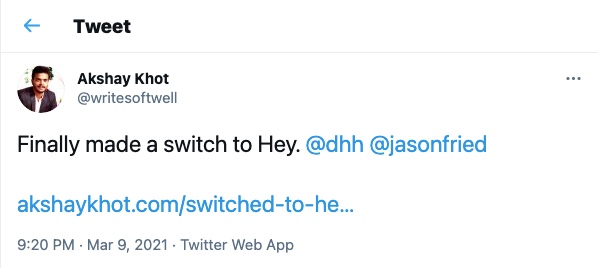 Tweet
Akshay Khot
@writesoftwell
Finally made a switch to Hey. @dhh @jasonfried
akshaykhot.com/switched-to-he...
9:20 PM · Mar 9, 2021 · Twitter Web App